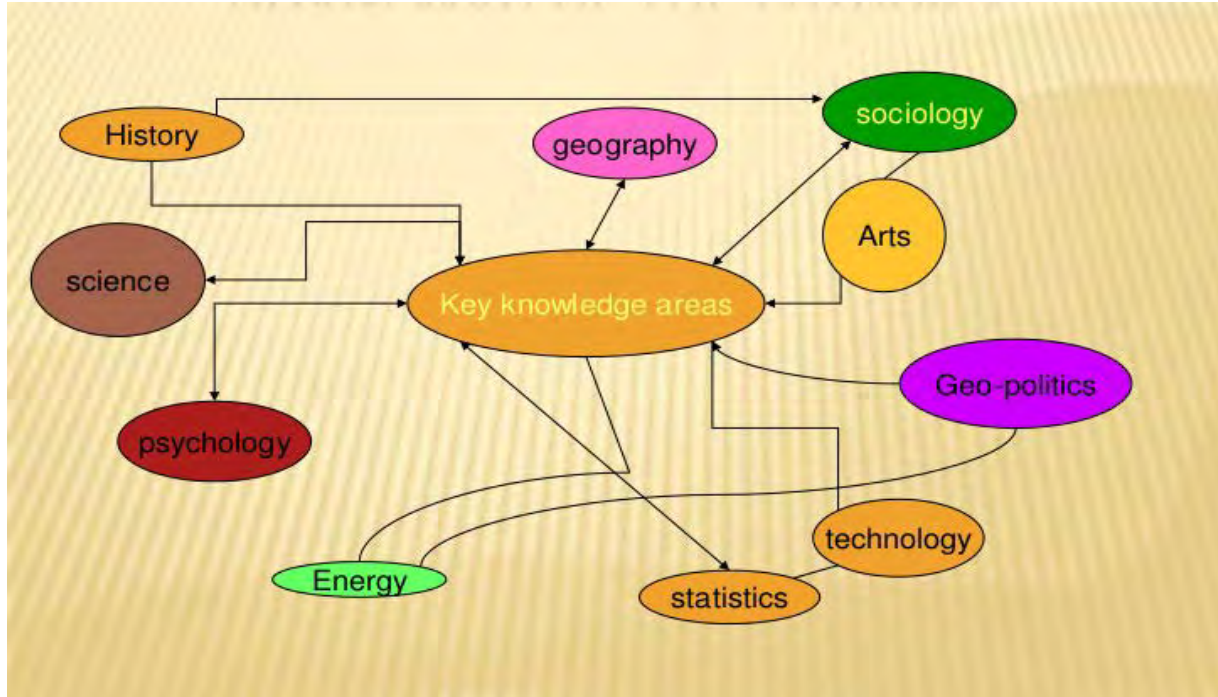 History
sociology
geography
Arts
science
Key knowledge areas
Geo-politics
psychology
technology
Energy
statistics